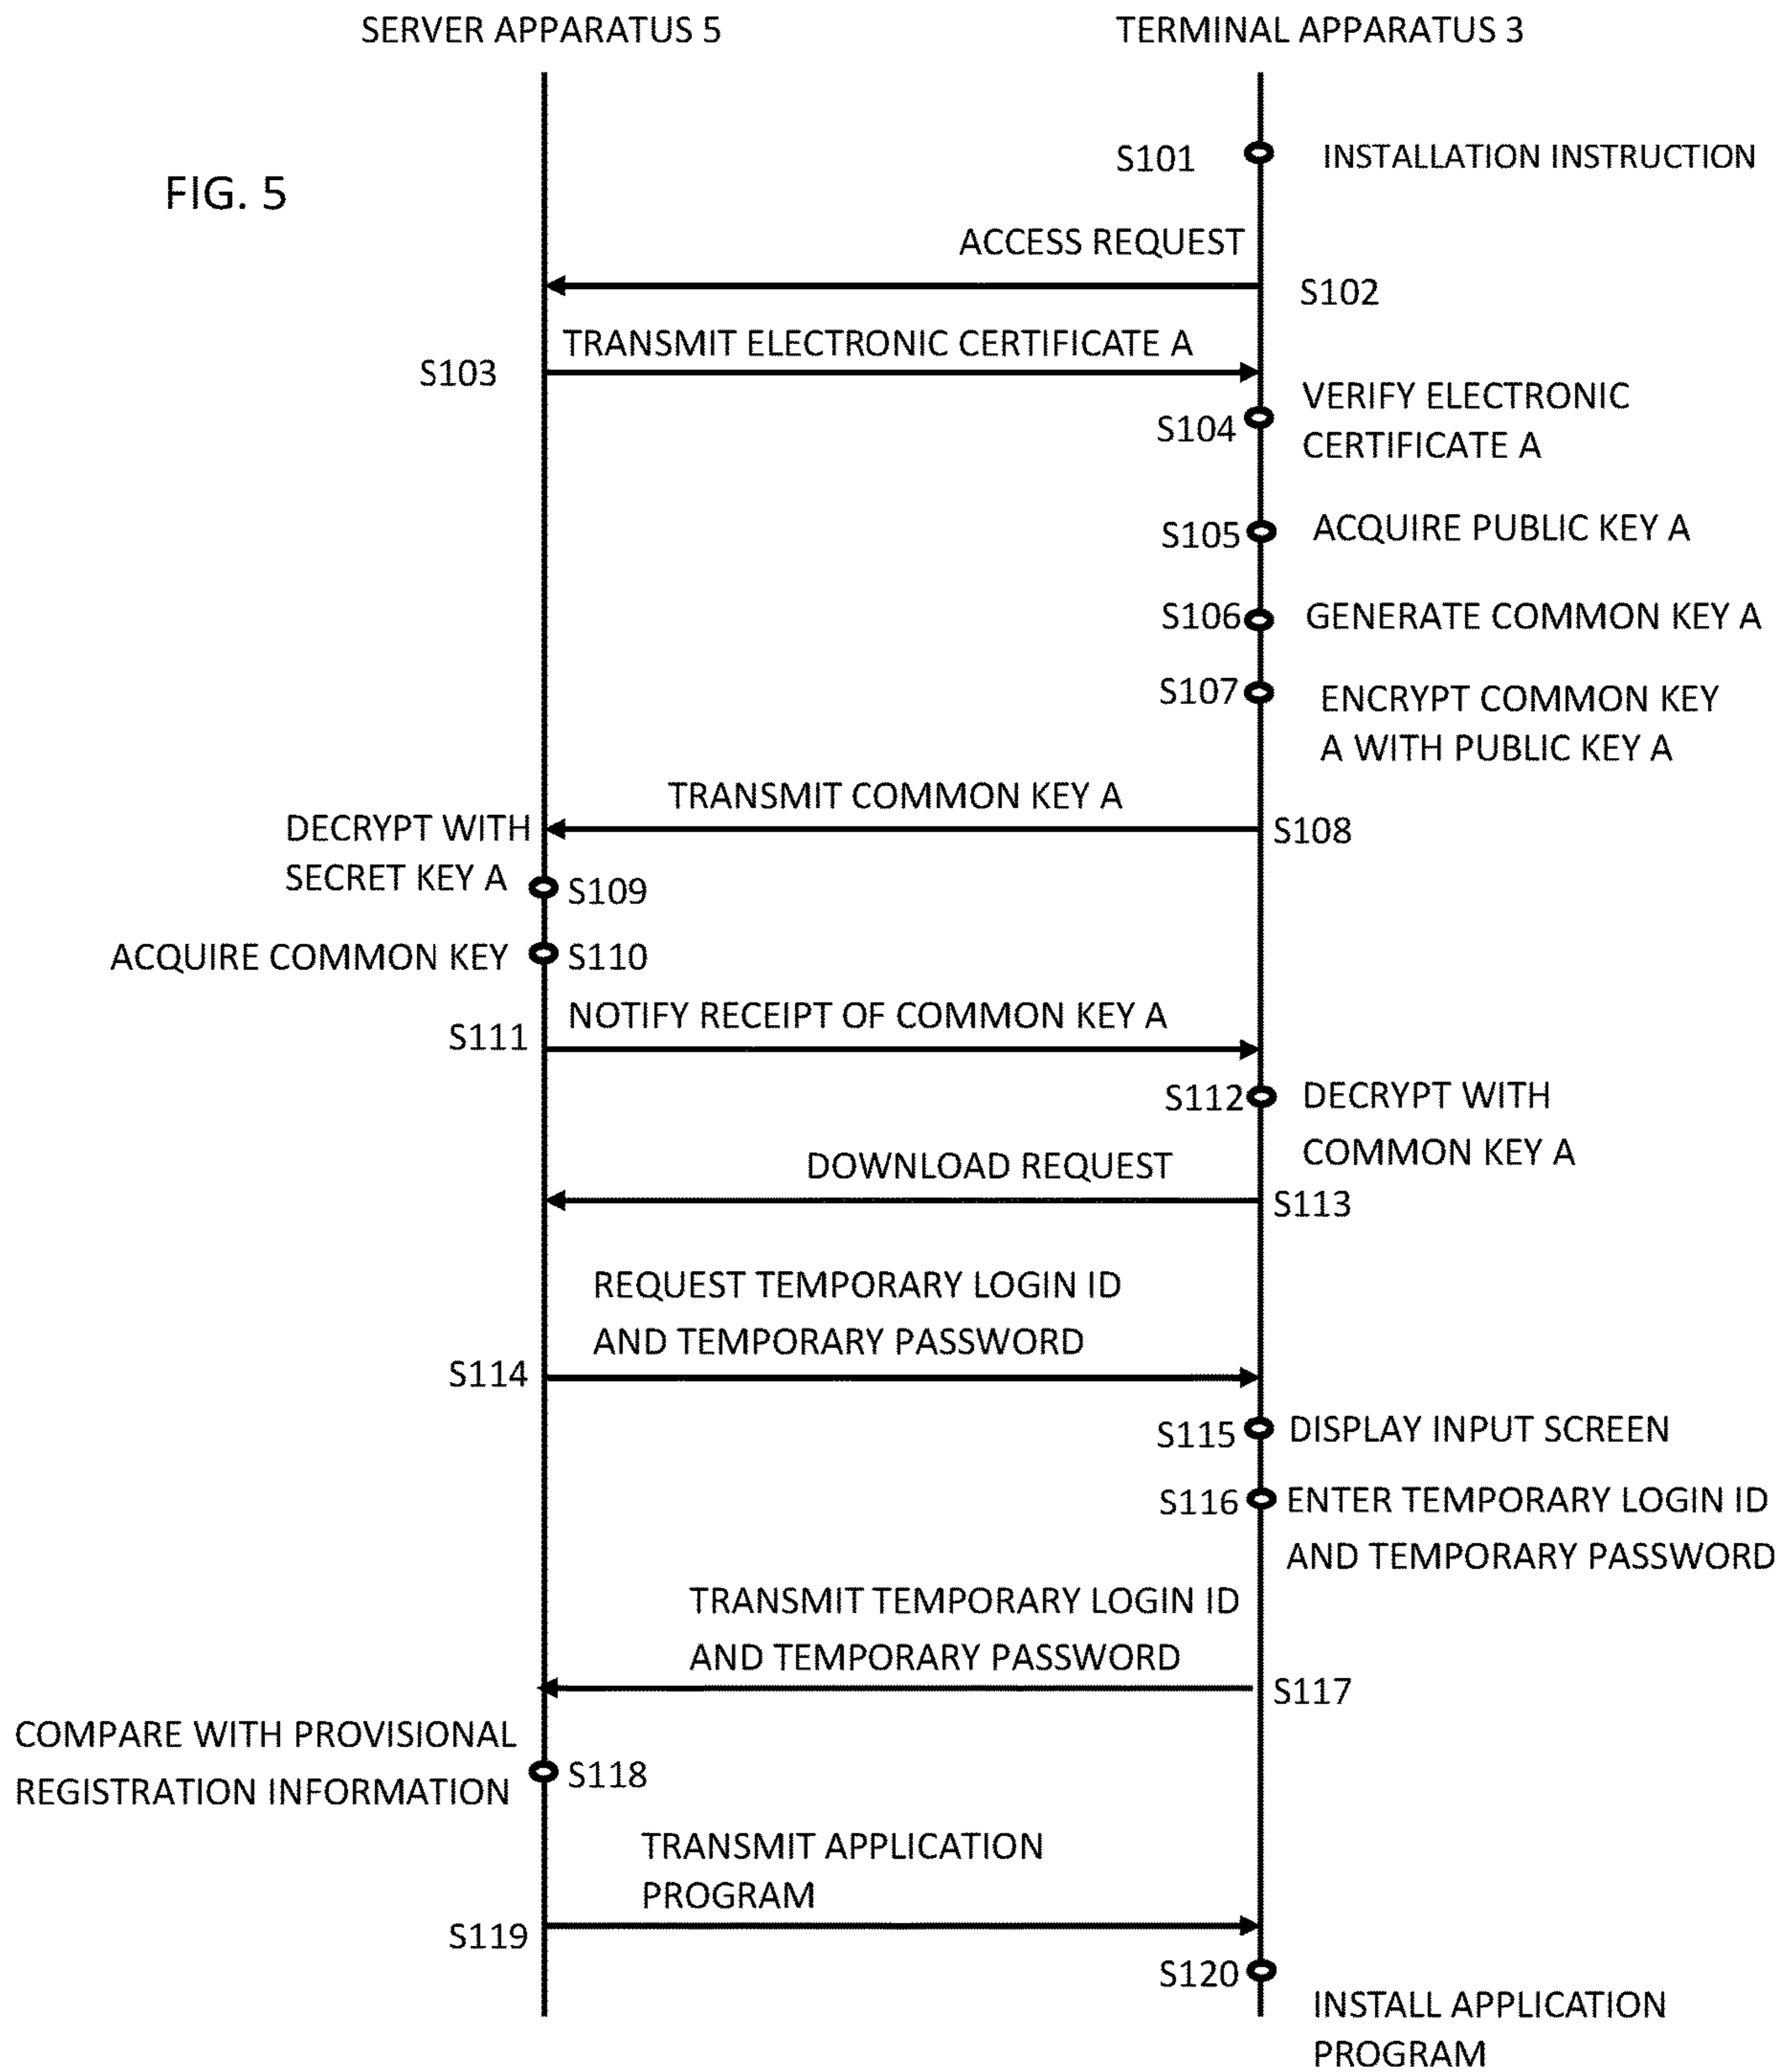 SERVER APPARATUS 5
TERMINAL APPARATUS 3
FIG. 5
S101
INSTALLATION INSTRUCTION
ACCESS REQUEST
S102
TRANSMIT ELECTRONIC CERTIFICATE A
S103
S104
VERIFY ELECTRONIC
CERTIFICATE A
S105
ACQUIRE PUBLIC KEY A
S106
GENERATE COMMON KEY A
S107
ENCRYPT COMMON KEY
A WITH PUBLIC KEY A
TRANSMIT COMMON KEY A
S108
DECRYPT WITH
SECRET KEY A
S109
ACQUIRE COMMON KEY
S110
NOTIFY RECEIPT OF COMMON KEY A
S111
S112
DECRYPT WITH
COMMON KEY A
DOWNLOAD REQUEST
S113
REQUEST TEMPORARY LOGIN ID
AND TEMPORARY PASSWORD
S114
S115
DISPLAY INPUT SCREEN
S116
ENTER TEMPORARY LOGIN ID
AND TEMPORARY PASSWORD
TRANSMIT TEMPORARY LOGIN ID
AND TEMPORARY PASSWORD
S117
COMPARE WITH PROVISIONAL
REGISTRATION INFORMATION
S118
TRANSMIT APPLICATION
PROGRAM
S119
S120
INSTALL APPLICATION
PROGRAM